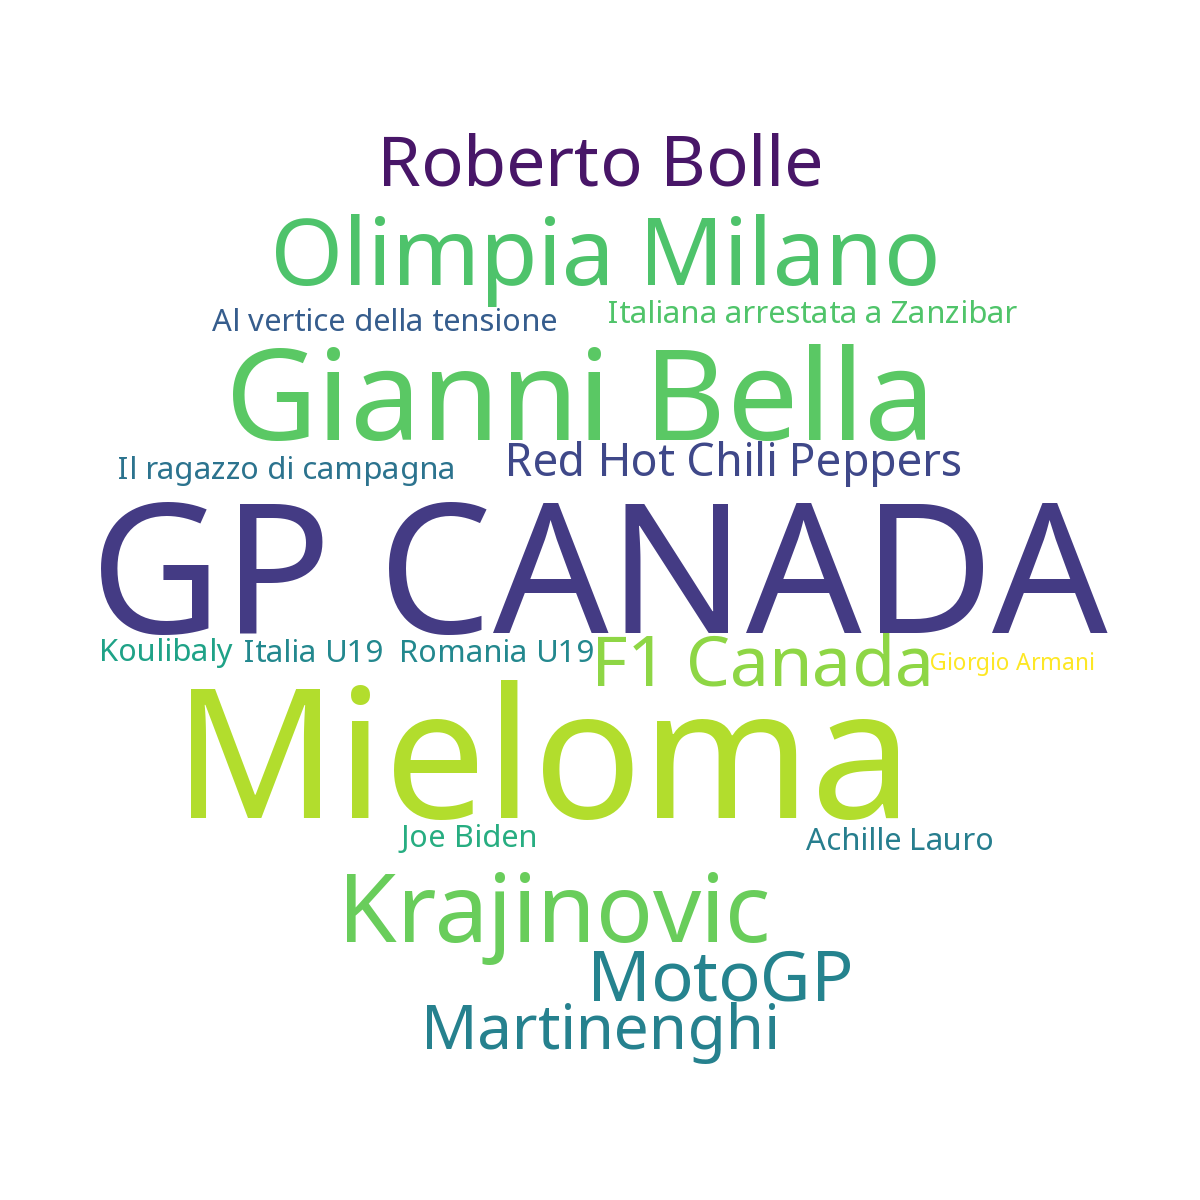 Roberto Bolle
Olimpia Milano
Al vertice della tensione
Italiana arrestata a Zanzibar
Gianni Bella
Il ragazzo di campagna
Red Hot Chili Peppers
GP CANADA
Koulibaly
Italia U19
Romania U19
F1 Canada
Giorgio Armani
Mieloma
Joe Biden
Achille Lauro
Krajinovic
MotoGP
Martinenghi